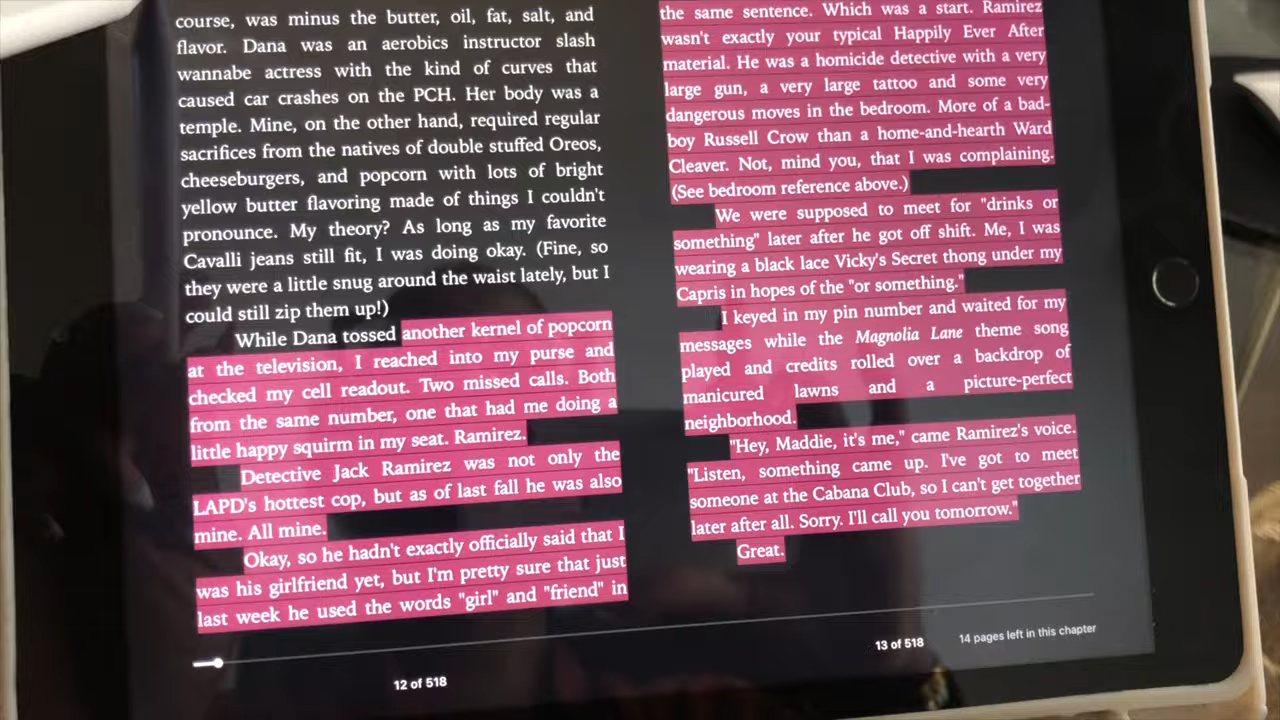 course, was minus the butter, oil, fat, salt, and
flavor. Dana was an aerobics instructor slash
wannabe actress with the kind of curves that
caused car crashes on the PCH. Her body was a
temple. Mine, on the other hand, required regular
sacrifices from the natives of double stuffed Oreos,
cheeseburgers, and popcorn with lots of bright
yellow butter flavoring made of things I couldn't
pronounce. My theory? As long as my favorite
Cavalli jeans still fit, I was doing okay. (Fine, so
they were a little snug around the waist lately, but I
could still zip them up!)
While Dana tossed another kernel of popcorn
at the television, I reached into my purse and
checked my cell readout. Two missed calls. Both
from the same number, one that had me doing a
little happy squirm in my seat. Ramirez.
Detective Jack Ramirez was not only the
LAPD's hottest cop, but as of last fall he was also
mine. All mine.
Okay, so he hadn't exactly officially said that I
was his girlfriend yet, but I'm pretty sure that just
last week he used the words "girl" and "friend" in
12 of 518
the same sentence. Which was a start. Ramirez
wasn't exactly your typical Happily Ever After
material. He was a homicide detective with a very
large gun, a very large tattoo and some very
dangerous moves in the bedroom. More of a bad-
boy Russell Crow than a home-and-hearth Ward
Cleaver. Not, mind you, that I was complaining.
(See bedroom reference above.)
We were supposed to meet for "drinks or
something" later after he got off shift. Me, I was
wearing a black lace Vicky's Secret thong under my
Capris in hopes of the "or something."
I keyed in my pin number and waited for my
messages while the Magnolia Lane theme song
played and credits rolled over a backdrop of
manicured lawns and a picture-perfect
neighborhood.
"Hey, Maddie, it's me," came Ramirez's voice.
"Listen, something came up. I've got to meet
someone at the Cabana Club, so I can't get together
later after all. Sorry. I'll call you tomorrow."
Great.
13 of 518
14 pages left in this chapter